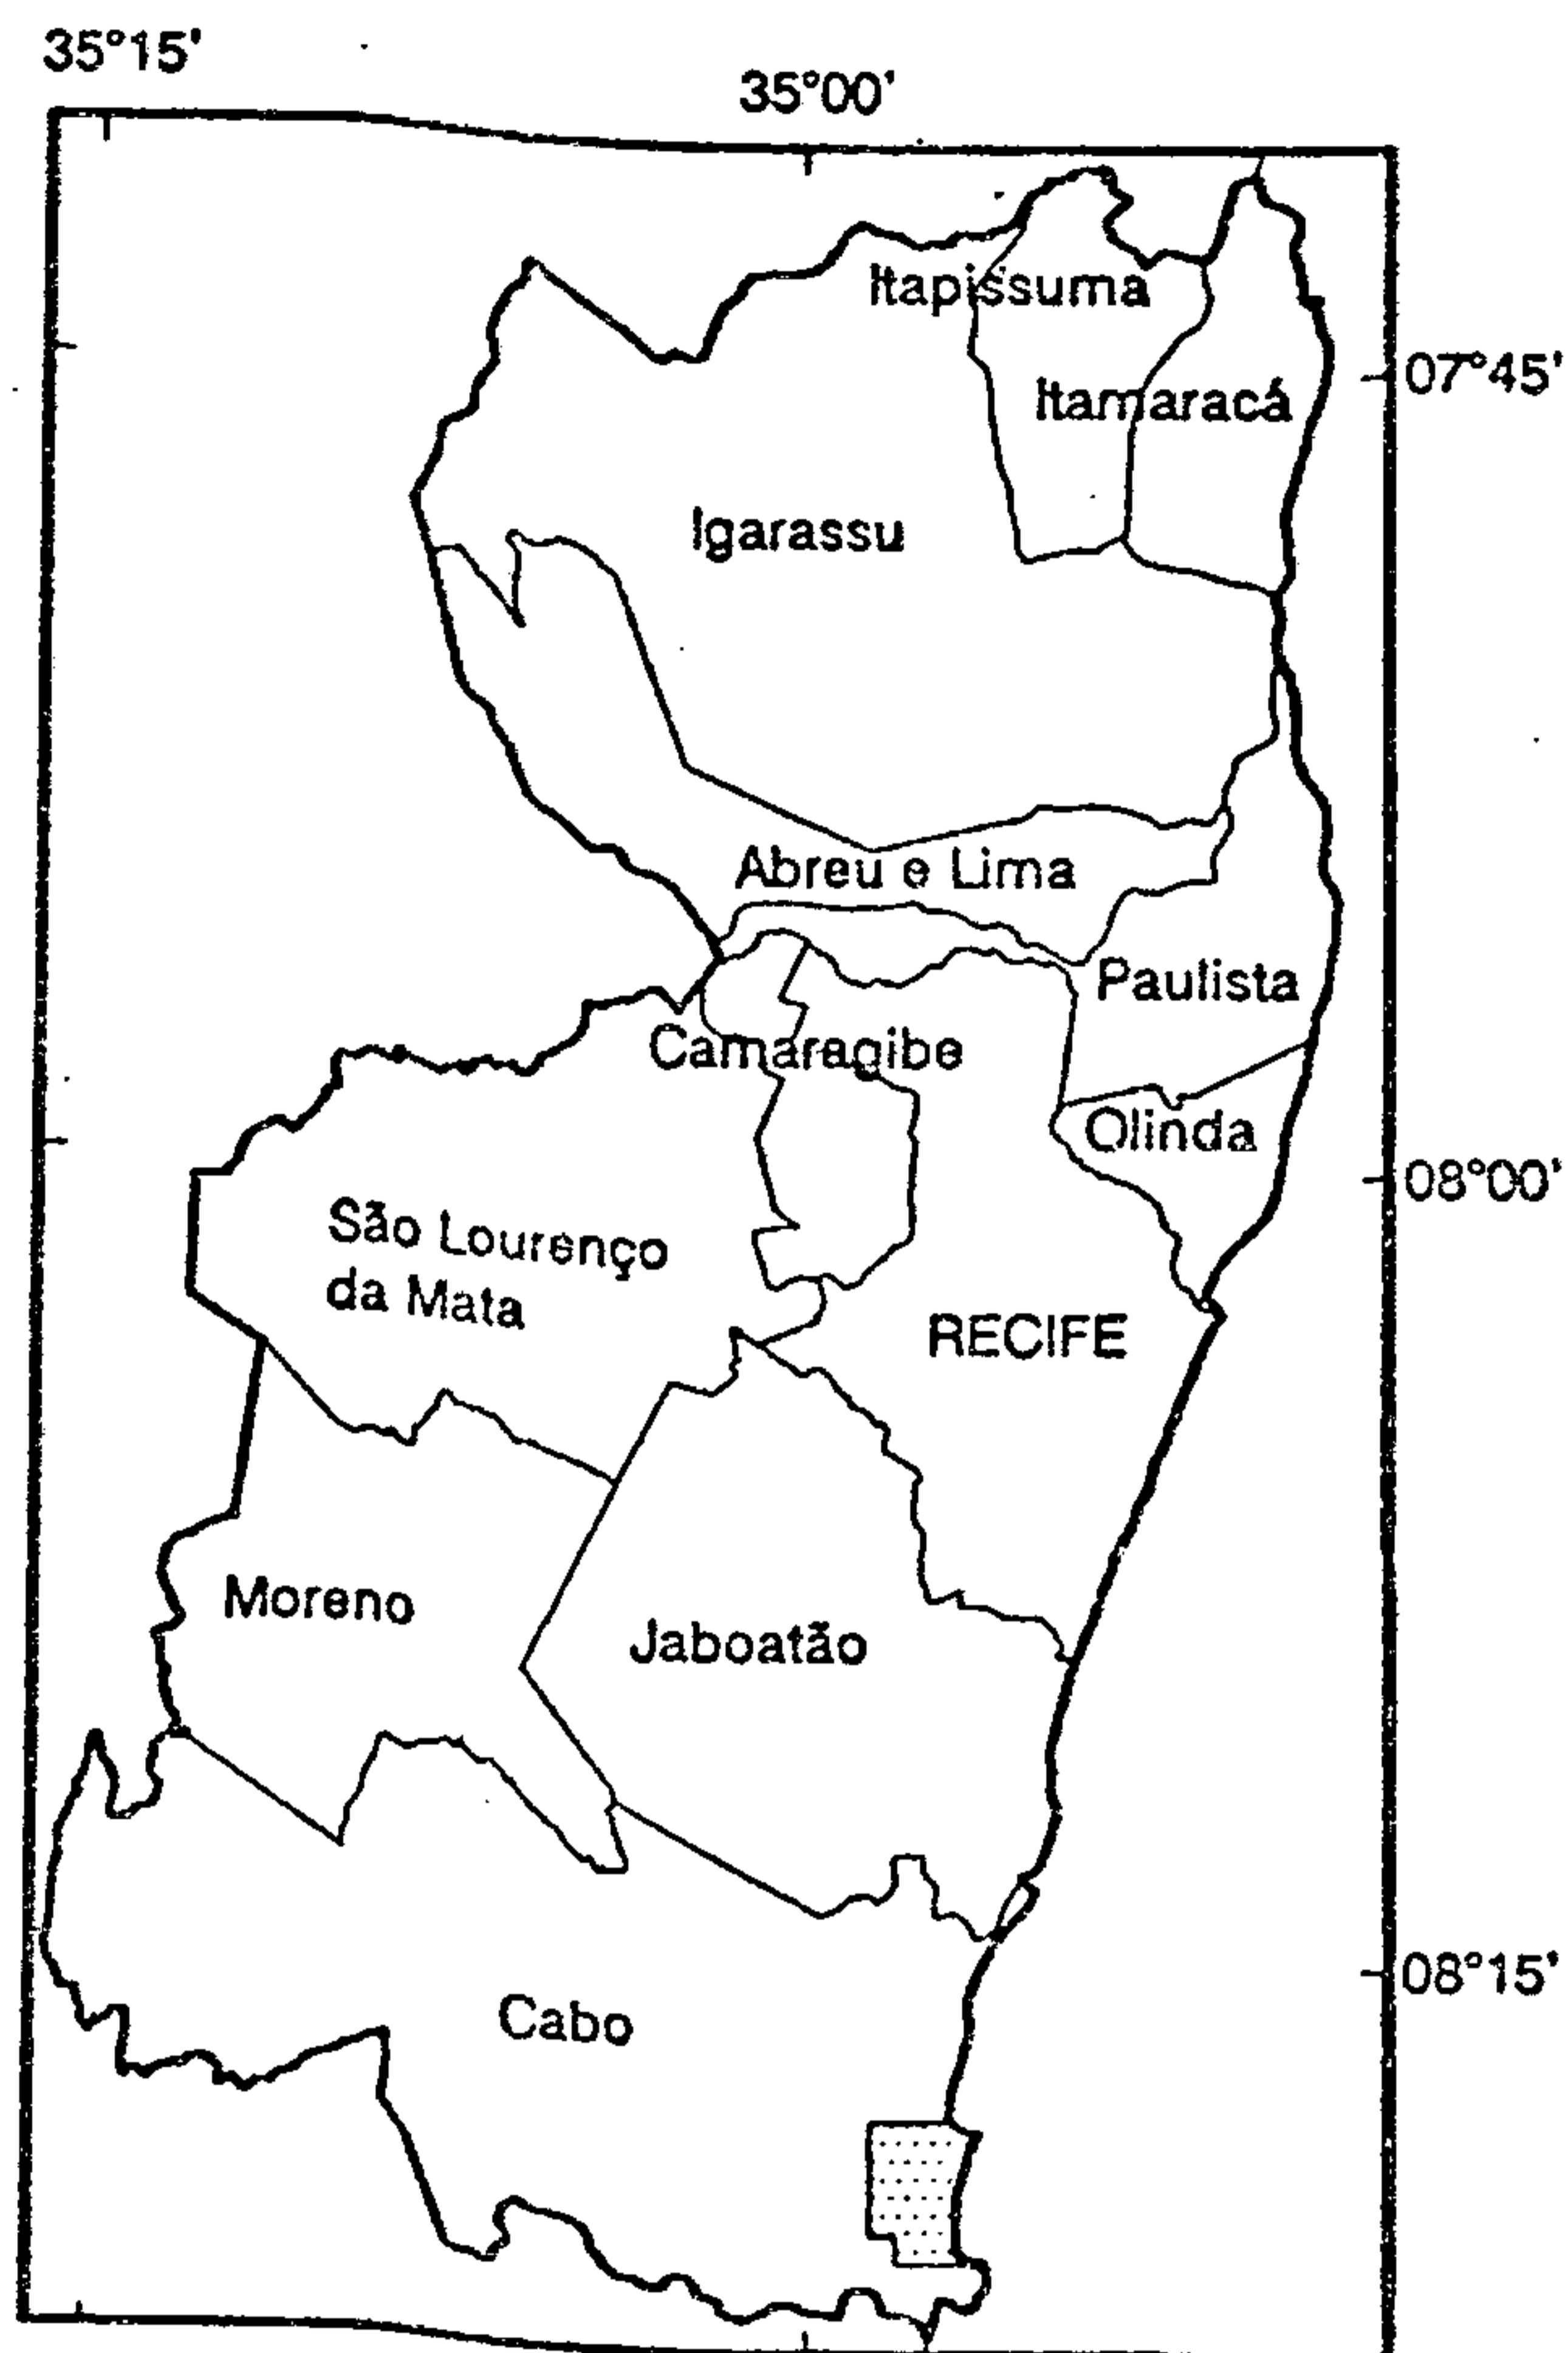 35°15'
35°00'
Itapissuma
07°45'
Itamaracá
Igarassu
Abreu e Lima
Paulista
Camaragibe
Olinda
08°00'
São Lourenço
da Mata
RECIFE
Moreno
Jaboatão
08°15'
Cabo